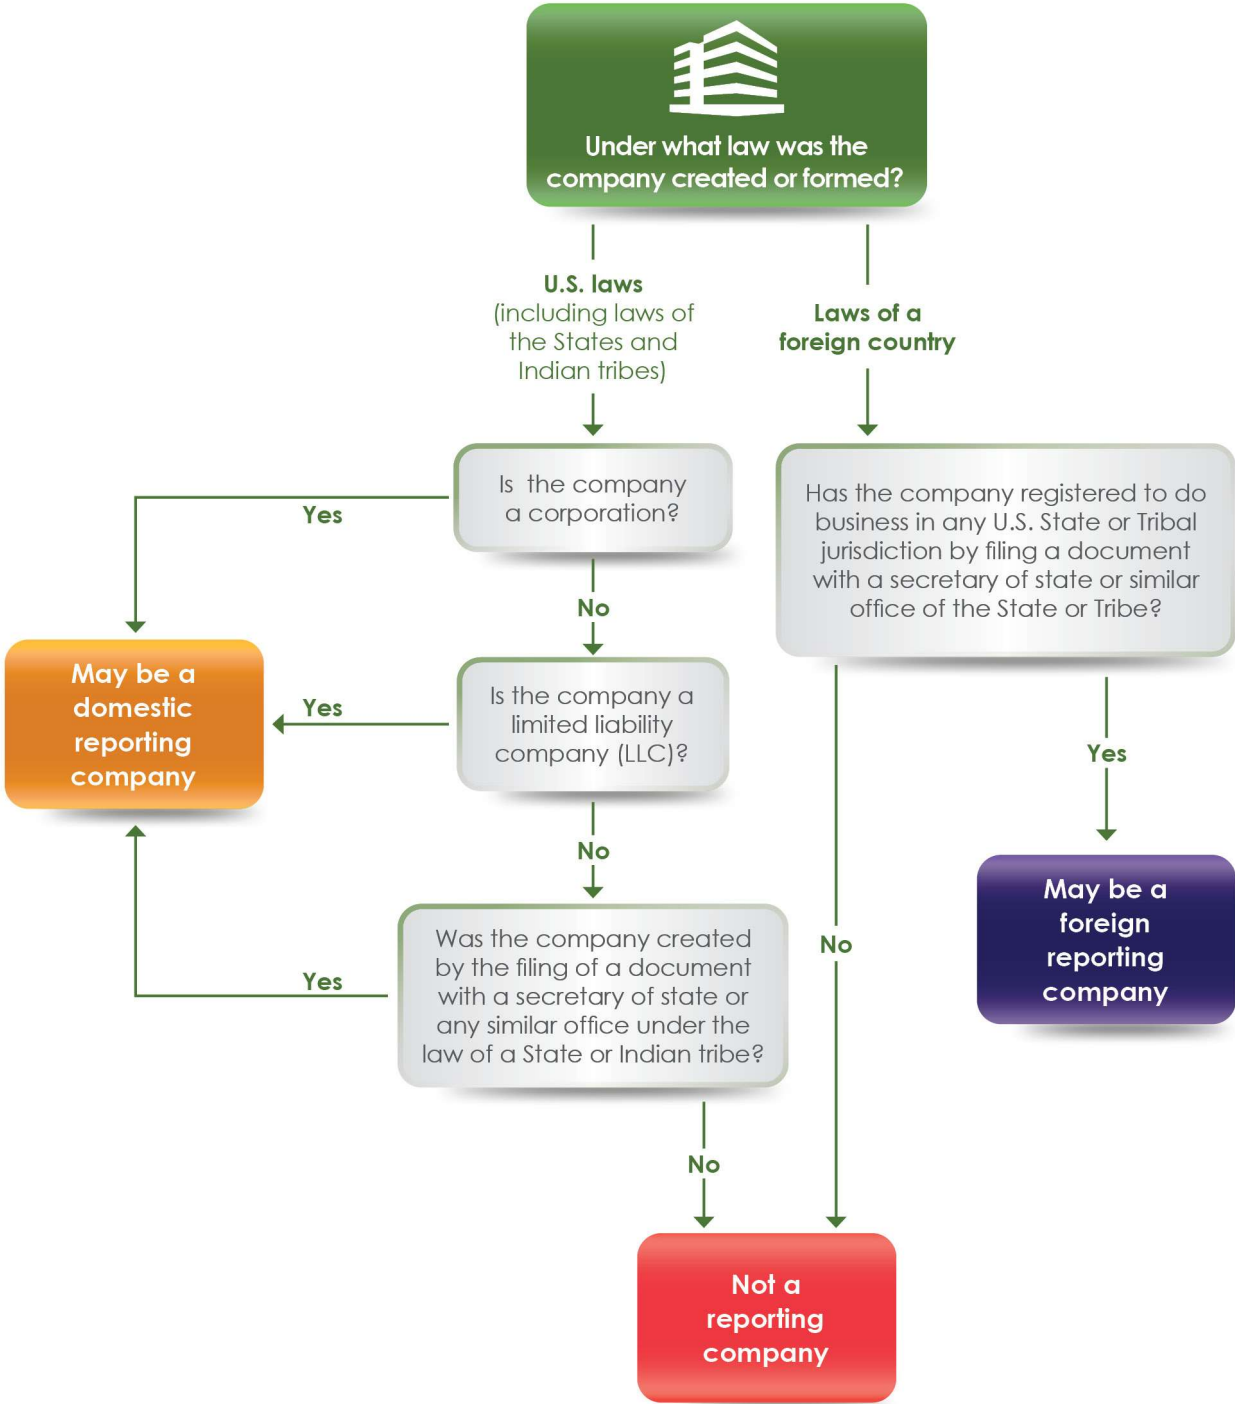 Under what law was the
company created or formed?
U.S. laws
(including laws of
the States and
Indian tribes)
Laws of a
foreign country
Is the company
a corporation?
Has the company registered to do
business in any U.S. State or Tribal
jurisdiction by filing a document
with a secretary of state or similar
office of the State or Tribe?
Yes
No
May be a
domestic
reporting
company
Yes
Is the company a
limited liability
company (LLC)?
Yes
No
May be a
foreign
reporting
company
Was the company created
by the filing of a document
with a secretary of state or
any similar office under the
law of a State or Indian tribe?
No
Yes
No
Not a
reporting
company